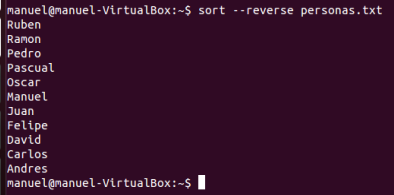 manuel@manuel-VirtualBox:~$ sort --reverse personas.txt
Ruben
Ramon
Pedro
Pascual
Oscar
Manuel
Juan
Felipe
David
Carlos
Andres
manuel@manuel-VirtualBox:~$